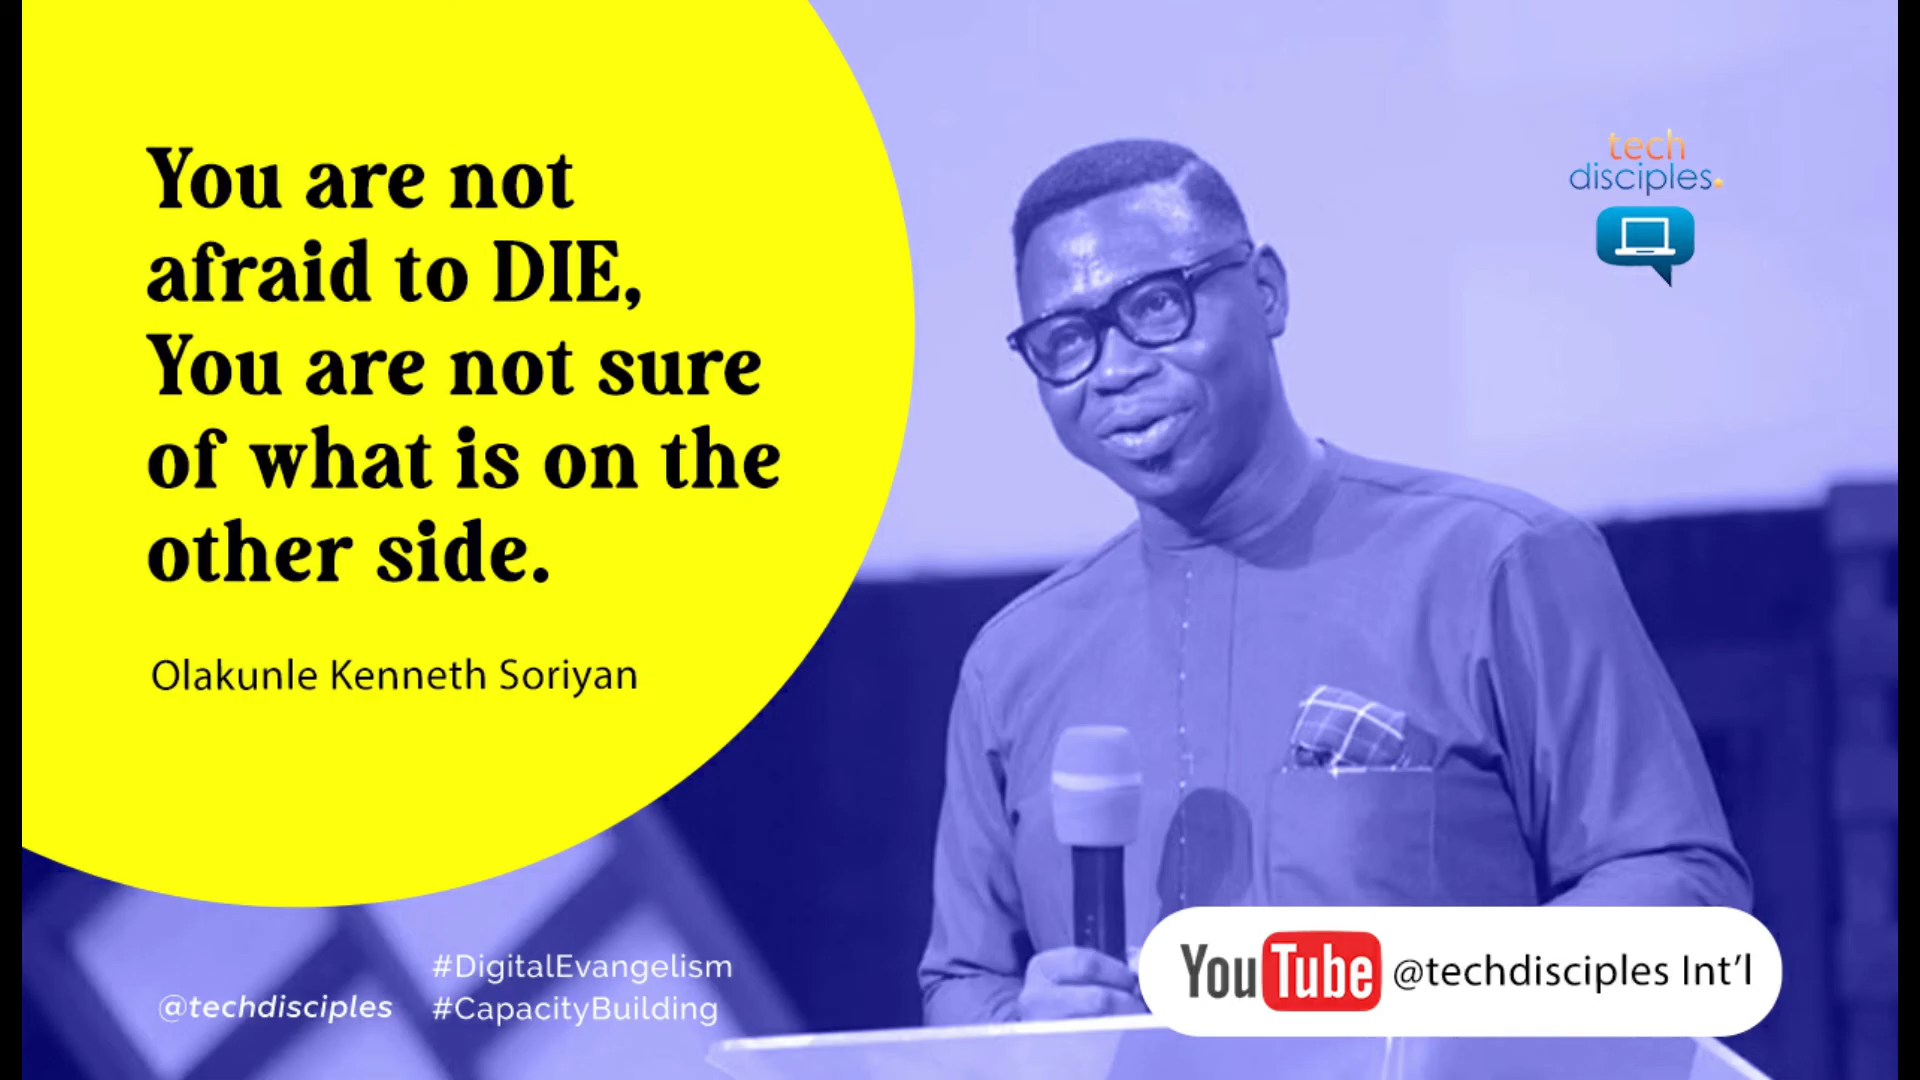 You are not
afraid to DIE,
You are not sure
of what is on the
other side.
Olakunle Kenneth Soriyan
tech
disciples.
@techdisciples
#DigitalEvangelism
#CapacityBuilding
YouTube @techdisciples Int'l